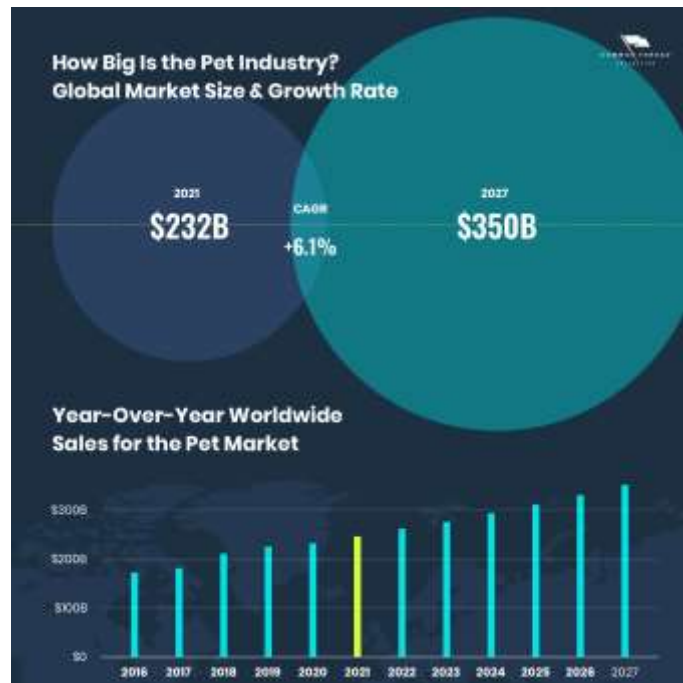 How Big Is the Pet Industry?
Global Market Size & Growth Rate
2021
$232B
CAGR
+6.1%
2027
$350B
Year-Over-Year Worldwide
Sales for the Pet Market
$300B
$200B
$100B
$0
2016 2017 2018 2019 2020 2021 2022 2023 2024 2025 2026 2027